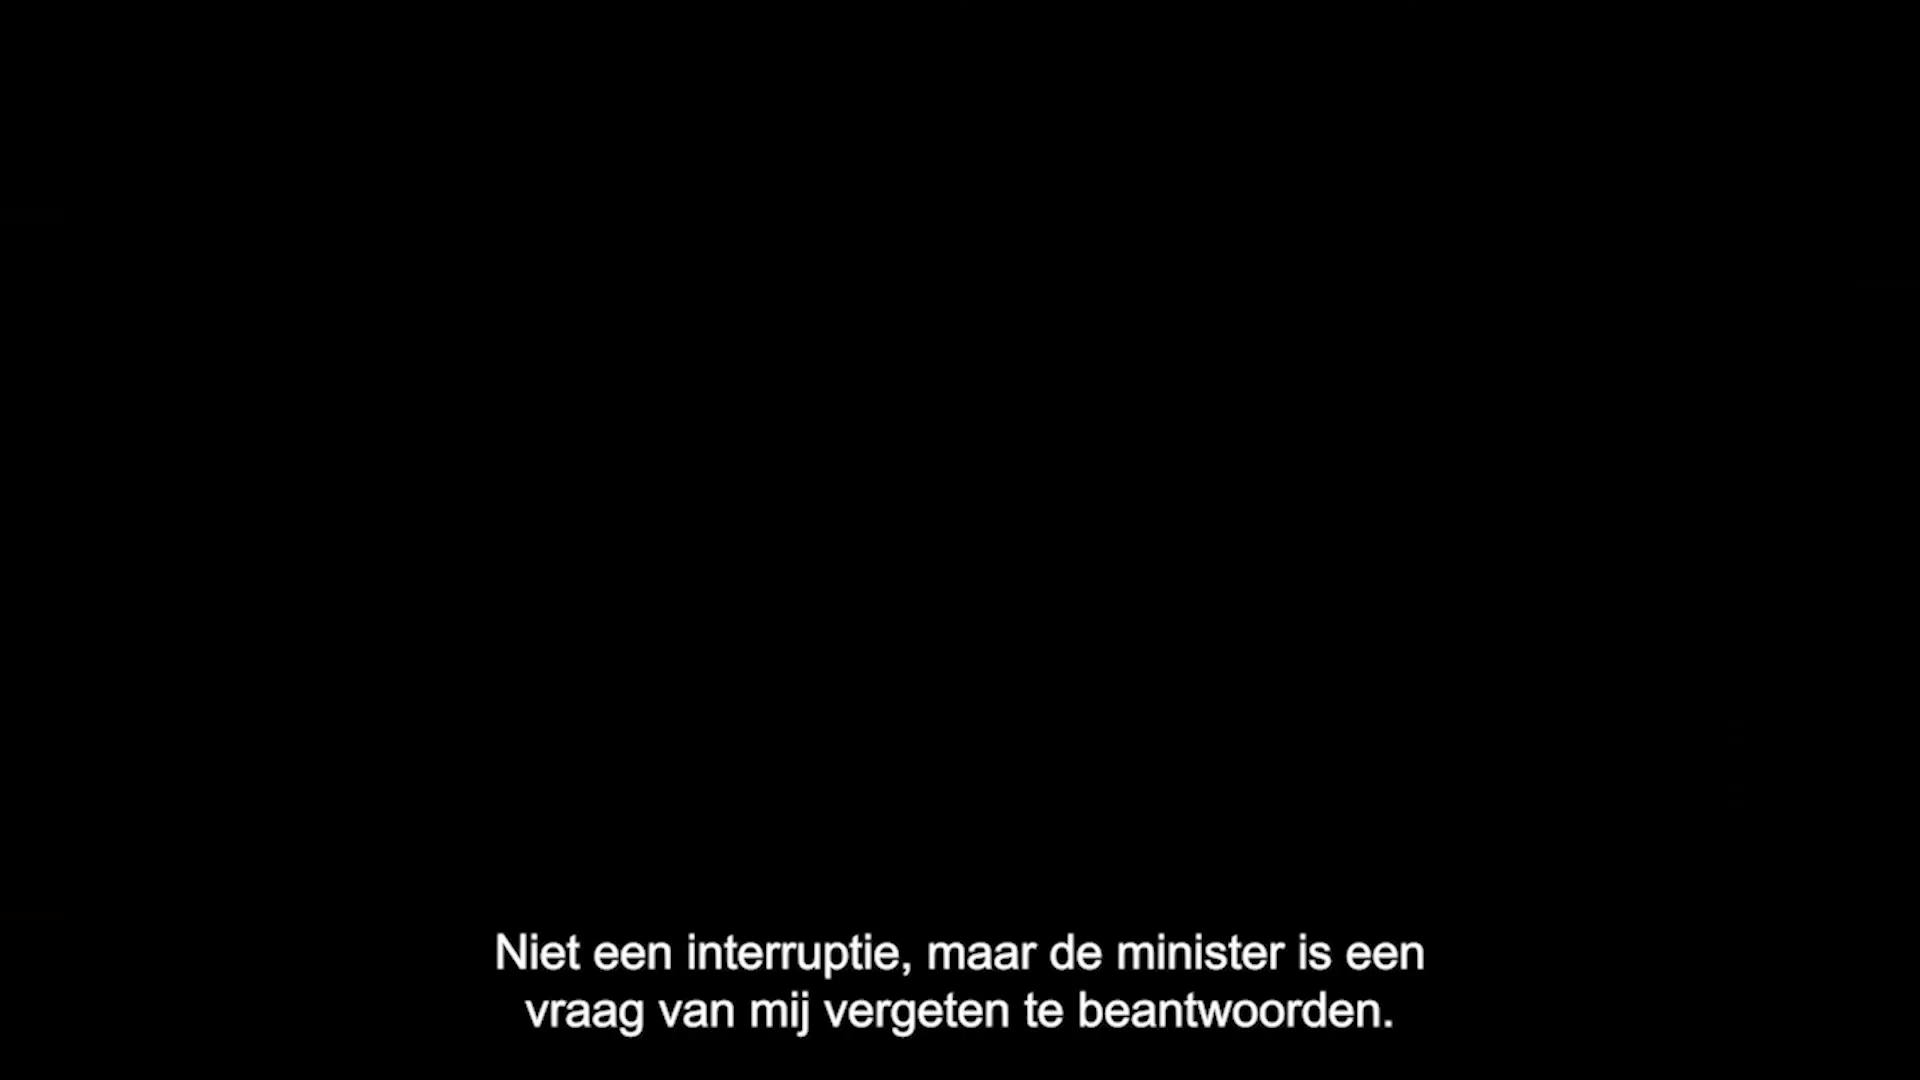 Niet een interruptie, maar de minister is een
vraag van mij vergeten te beantwoorden.